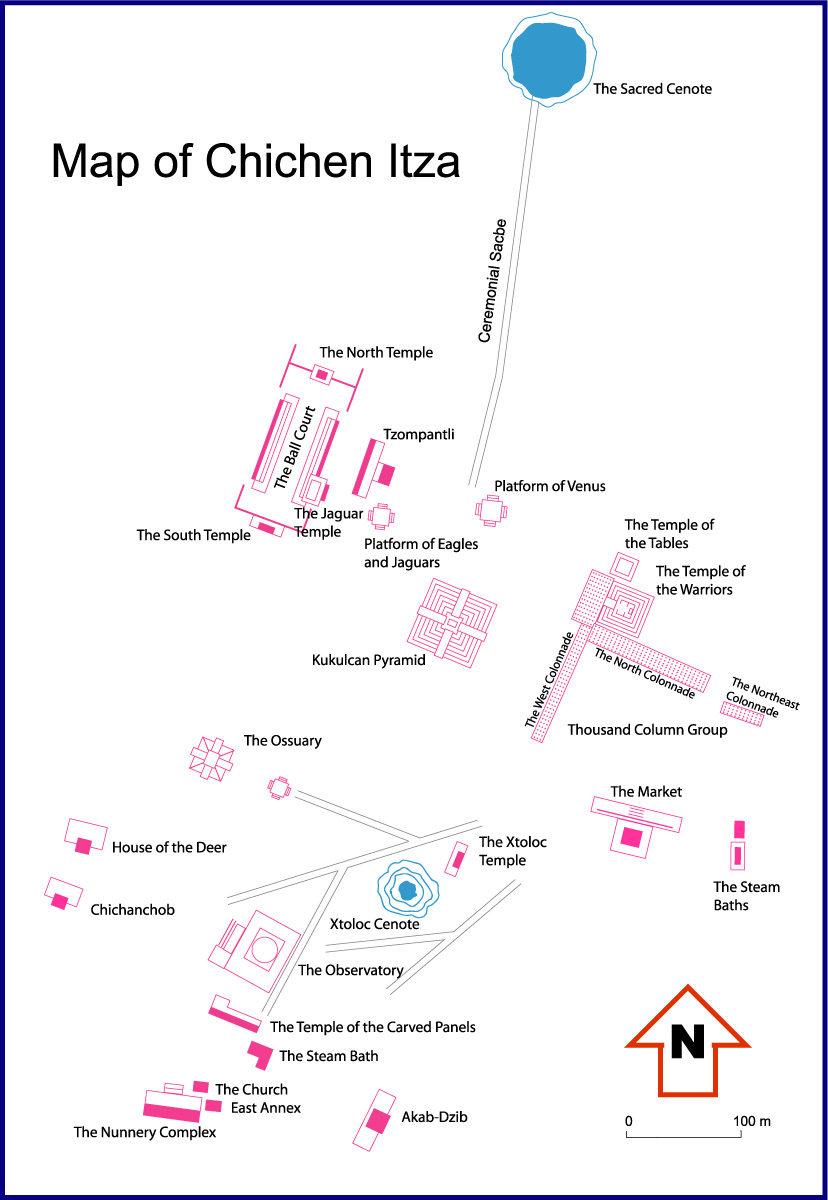 The Sacred Cenote
Map of Chichen Itza
Ceremonial Sacbe
The North Temple
The Ball Court
Tzompantli
Platform of Venus
The Jaguar
Temple
The South Temple
Platform of Eagles
and Jaguars
The Temple of
the Tables
The Temple of
the Warriors
Kukulcan Pyramid
The West Colonnade
The North Colonnade
The Northeast
Colonnade
Thousand Column Group
The Ossuary
The Market
House of the Deer
The Xtoloc
Temple
The Steam
Baths
Chichanchob
Xtoloc Cenote
The Observatory
The Temple of the Carved Panels
The Steam Bath
The Church
East Annex
The Nunnery Complex
Akab-Dzib
N
0 100 m